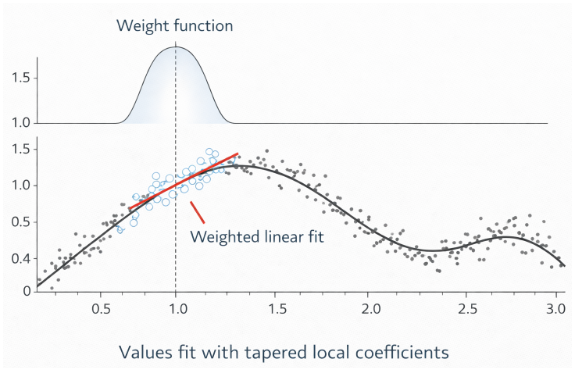 Weight function
1.5
1.0
1.5
1.0
0.5
0.4
0
Weighted linear fit
0.5 1.0 1.5 2.0 2.5 3.0
Values fit with tapered local coefficients